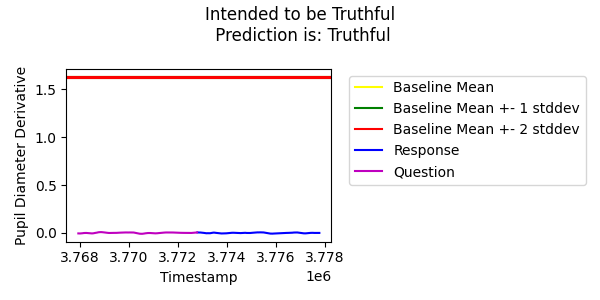 Intended to be Truthful
Prediction is: Truthful
Pupil Diameter Derivative
1.5
1.0
0.5
0.0
3.768 3.770 3.772 3.774 3.776 3.778
1e6
Timestamp
Baseline Mean
Baseline Mean +- 1 stddev
Baseline Mean +- 2 stddev
Response
Question